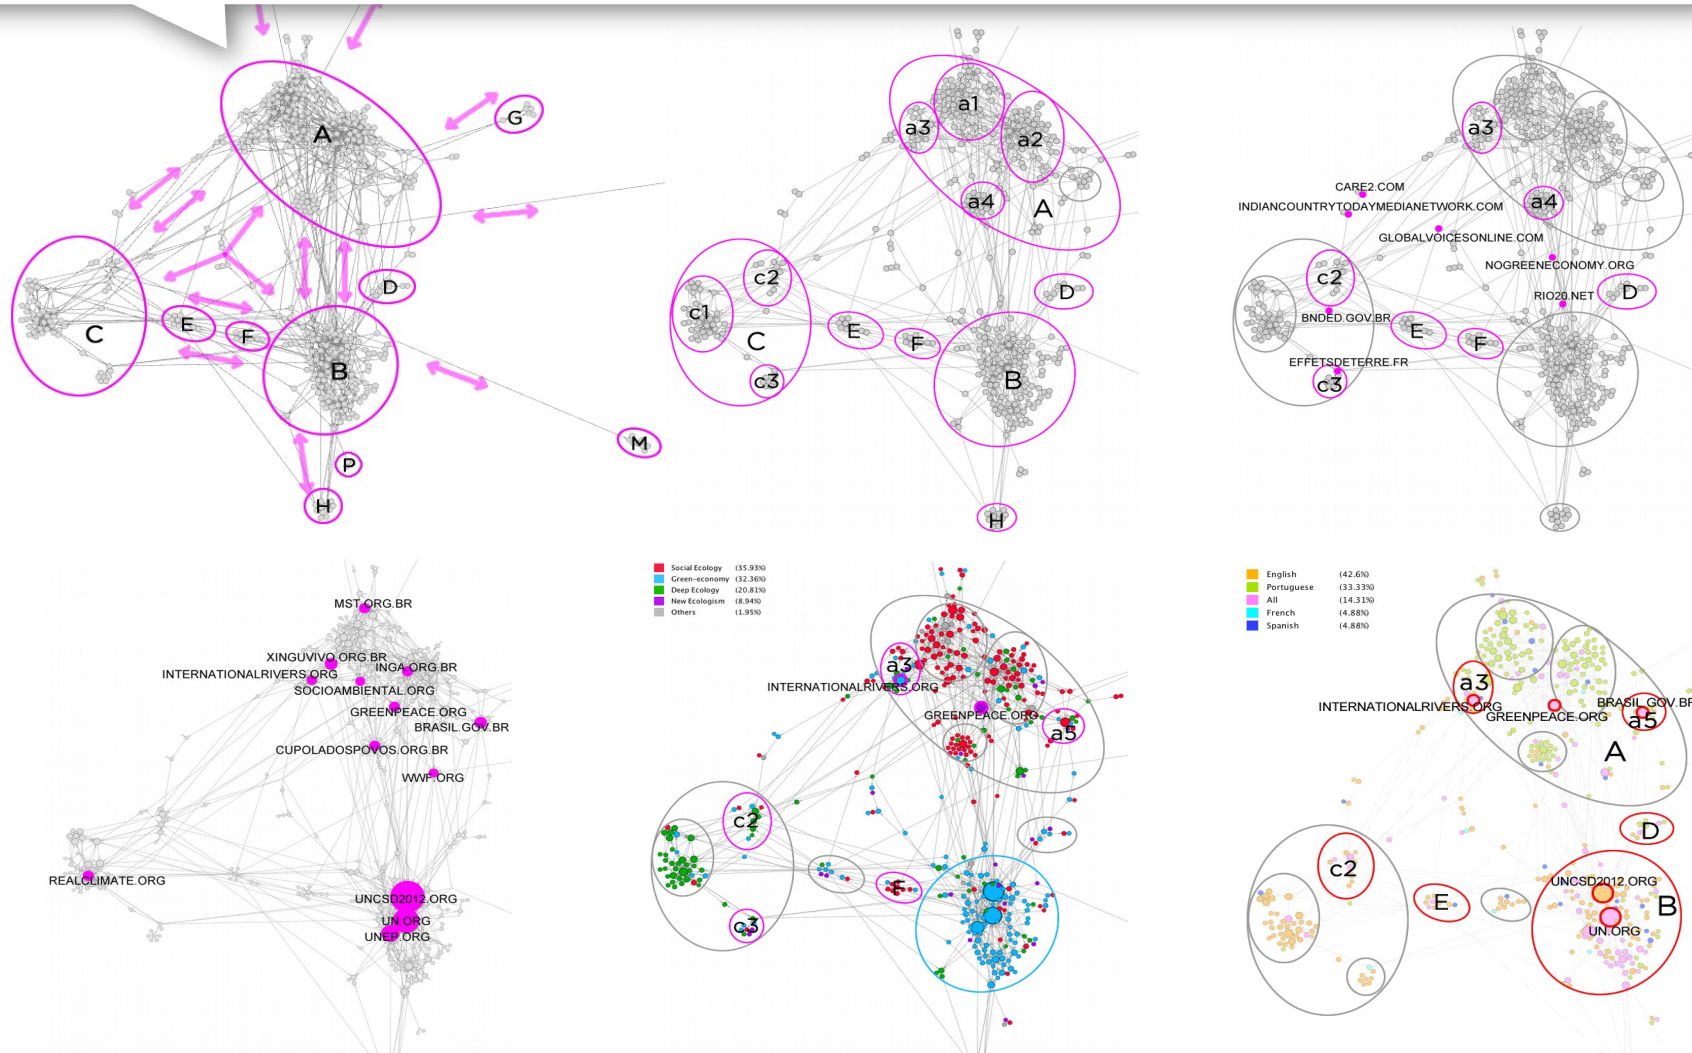 A
G
C
E
F
D
B
M
P
H
a1
a3
a2
a4
A
c2
c1
C
c3
D
E
F
B
H
a3
CARE2.COM
INDIANCOUNTRYTODAYMEDIANETWORK.COM
a4
GLOBALVOICESONLINE.COM
NOGREENECONOMY.ORG
c2
RIO20.NET
D
BNDED.GOV.BR
E
F
EFFETSDETERRE.FR
c3
MST.ORG.BR
XINGUVIVO.ORG.BR
INGA.ORG.BR
INTERNATIONALRIVERS.ORG
SOCIOAMBIENTAL.ORG
GREENPEACE.ORG
BRASIL.GOV.BR
CUPOLADOSPOVOS.ORG.BR
WWF.ORG
REALCLIMATE.ORG
UNCSD2012.ORG
UN.ORG
UNEP.ORG
Social Ecology (35.93%)
Green-economy (32.36%)
Deep Ecology (20.81%)
New Ecologism (8.94%)
Others (1.95%)
a3
INTERNATIONALRIVERS.ORG
GREENPEACE.ORG
a5
c2
F
c3
English (42.6%)
Portuguese (33.33%)
All (14.31%)
French (4.88%)
Spanish (4.88%)
a3
INTERNATIONALRIVERS.ORG
BRASIL.GOV.BR
GREENPEACE.ORG
a5
A
D
c2
UNCSD2012.ORG
E
B
UN.ORG